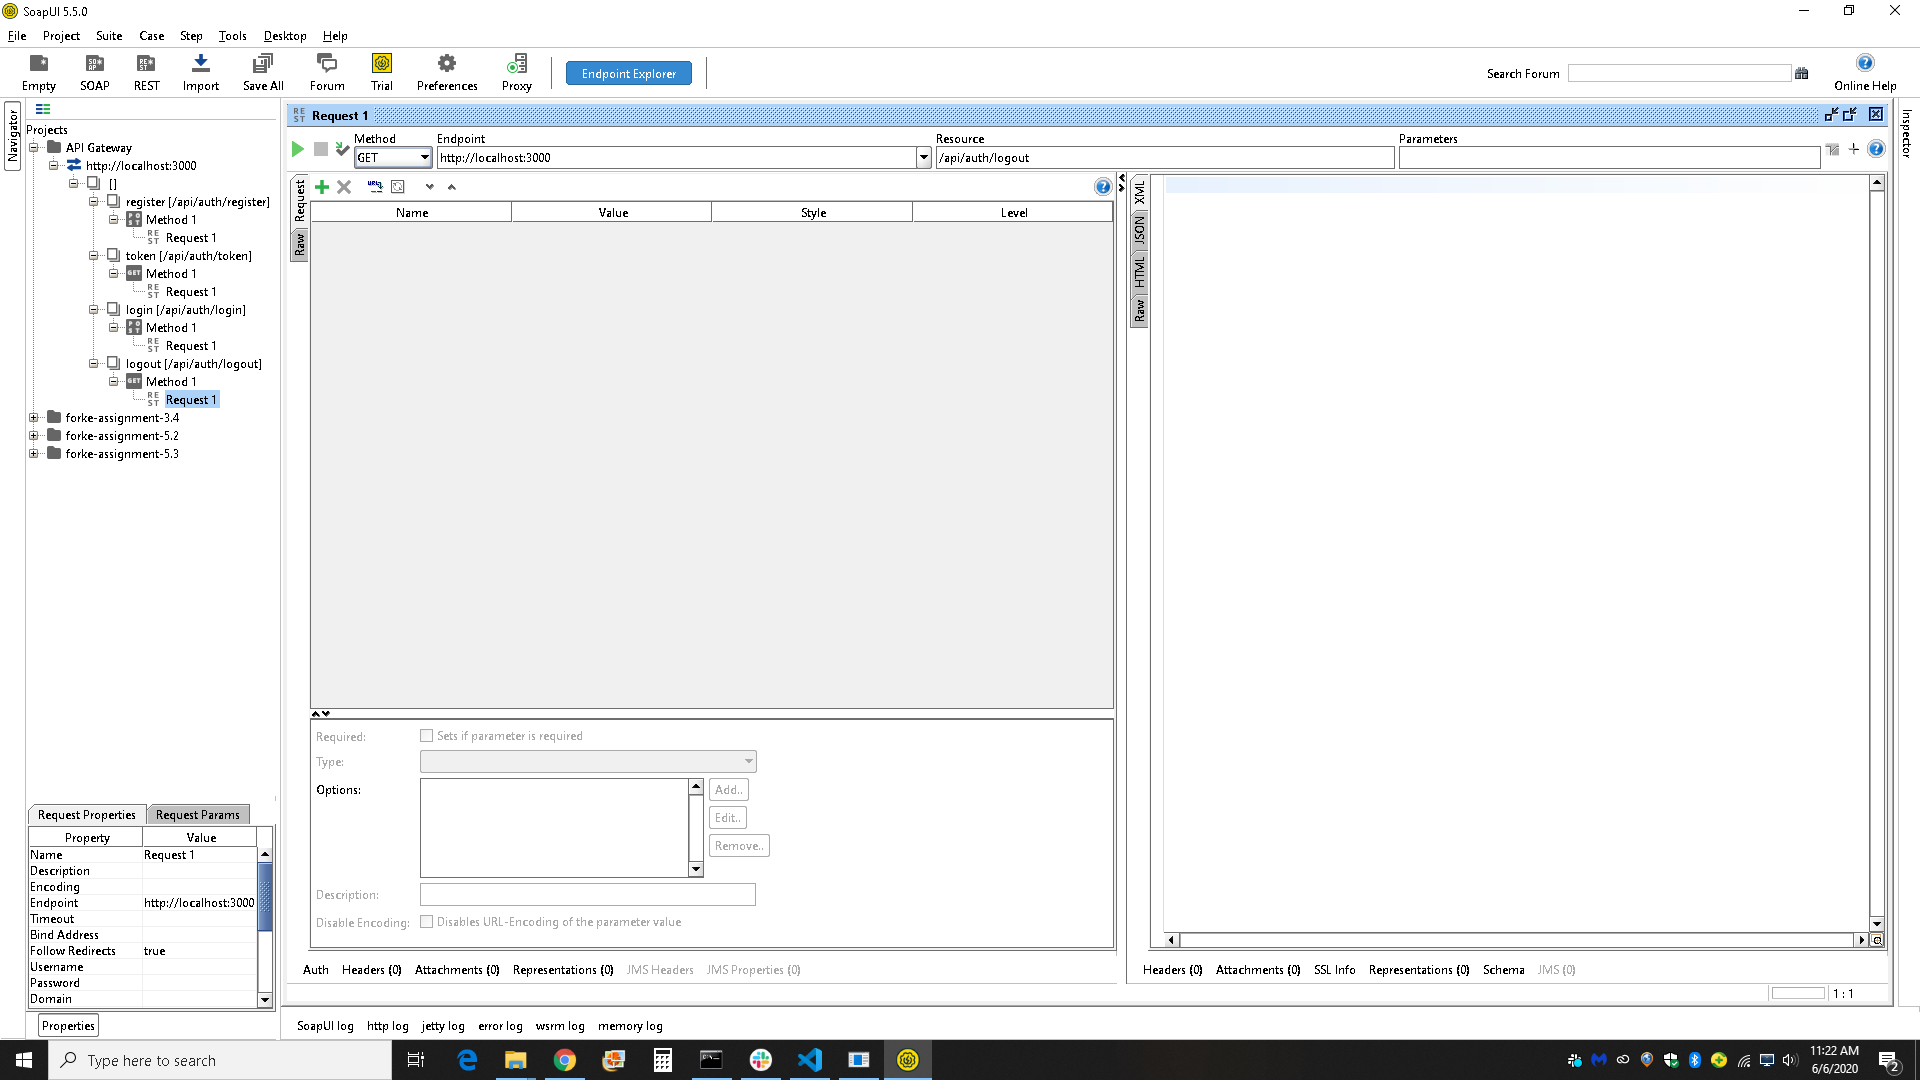 SoapUI 5.5.0
File Project Suite Case Step Tools Desktop Help
Empty SOAP REST Import Save All Forum Trial Preferences Proxy Endpoint Explorer Search Forum Online Help
Navigator
Projects
API Gateway
http://localhost:3000
[]
register [/api/auth/register]
Method 1
Request 1
token [/api/auth/token]
Method 1
Request 1
login [/api/auth/login]
Method 1
Request 1
logout [/api/auth/logout]
Method 1
Request 1
forke-assignment-3.4
forke-assignment-5.2
forke-assignment-5.3
Request Properties Request Params
Property Value
Name Request 1
Description
Encoding
Endpoint http://localhost:3000
Timeout
Bind Address
Follow Redirects true
Username
Password
Domain
Properties
Request 1
Method Endpoint Resource Parameters
GET http://localhost:3000 /api/auth/logout
Request
Raw
Name Value Style Level
Required: Sets if parameter is required
Type:
Options: Add..
Edit..
Remove..
Description:
Disable Encoding: Disables URL-Encoding of the parameter value
Auth Headers (0) Attachments (0) Representations (0) JMS Headers JMS Properties (0)
XML
JSON
HTML
Raw
Headers (0) Attachments (0) SSL Info Representations (0) Schema JMS (0)
1 : 1
Inspector
SoapUI log http log jetty log error log wsrm log memory log
Type here to search
11:22 AM
6/6/2020
2